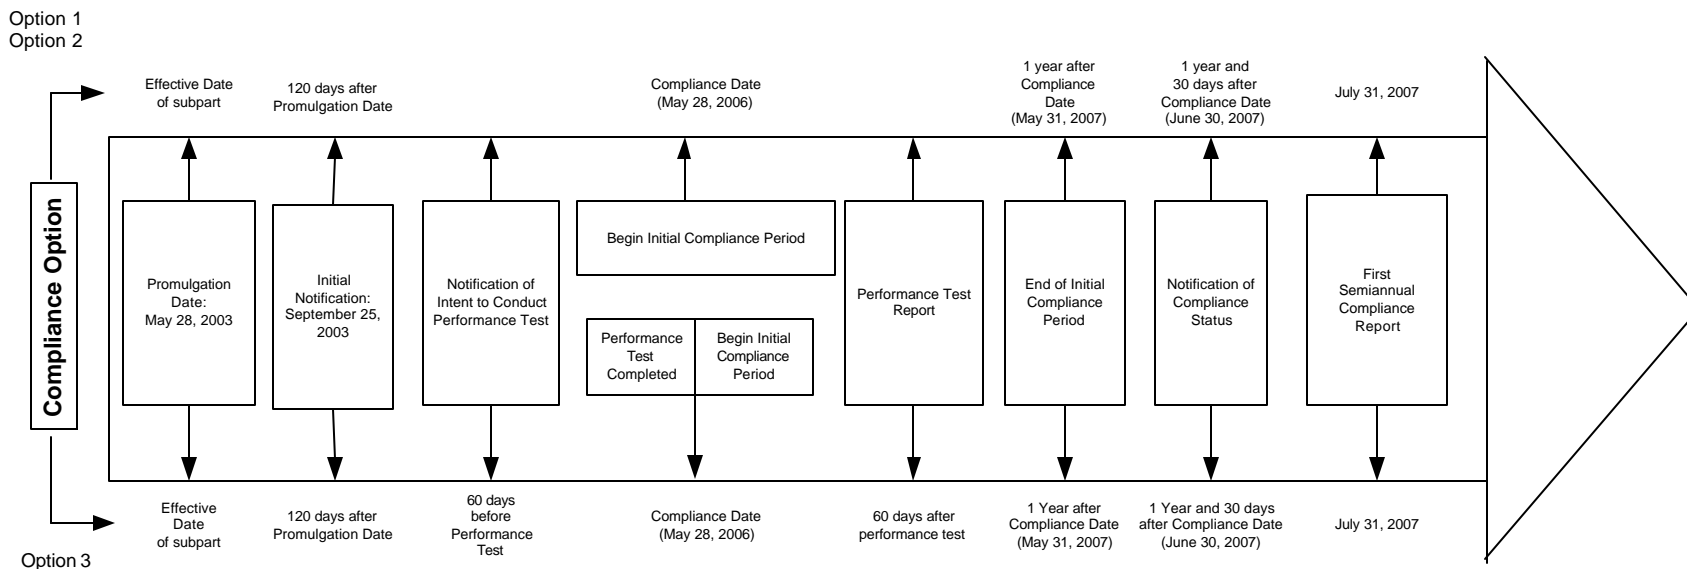 Option 1
Option 2
Effective Date
of subpart
120 days after
Promulgation Date
Compliance Date
(May 28, 2006)
1 year after
Compliance
Date
(May 31, 2007)
1 year and
30 days after
Compliance Date
(June 30, 2007)
July 31, 2007
Compliance Option
Promulgation
Date:
May 28, 2003
Initial
Notification:
September 25,
2003
Notification of
Intent to Conduct
Performance Test
Begin Initial Compliance Period
Performance
Test
Completed
Begin Initial
Compliance
Period
Performance Test
Report
End of Initial
Compliance
Period
Notification of
Compliance
Status
First
Semiannual
Compliance
Report
Effective
Date
of subpart
120 days after
Promulgation Date
60 days
before
Performance
Test
Compliance Date
(May 28, 2006)
60 days after
performance test
1 Year after
Compliance Date
(May 31, 2007)
1 Year and 30 days
after Compliance Date
(June 30, 2007)
July 31, 2007
Option 3